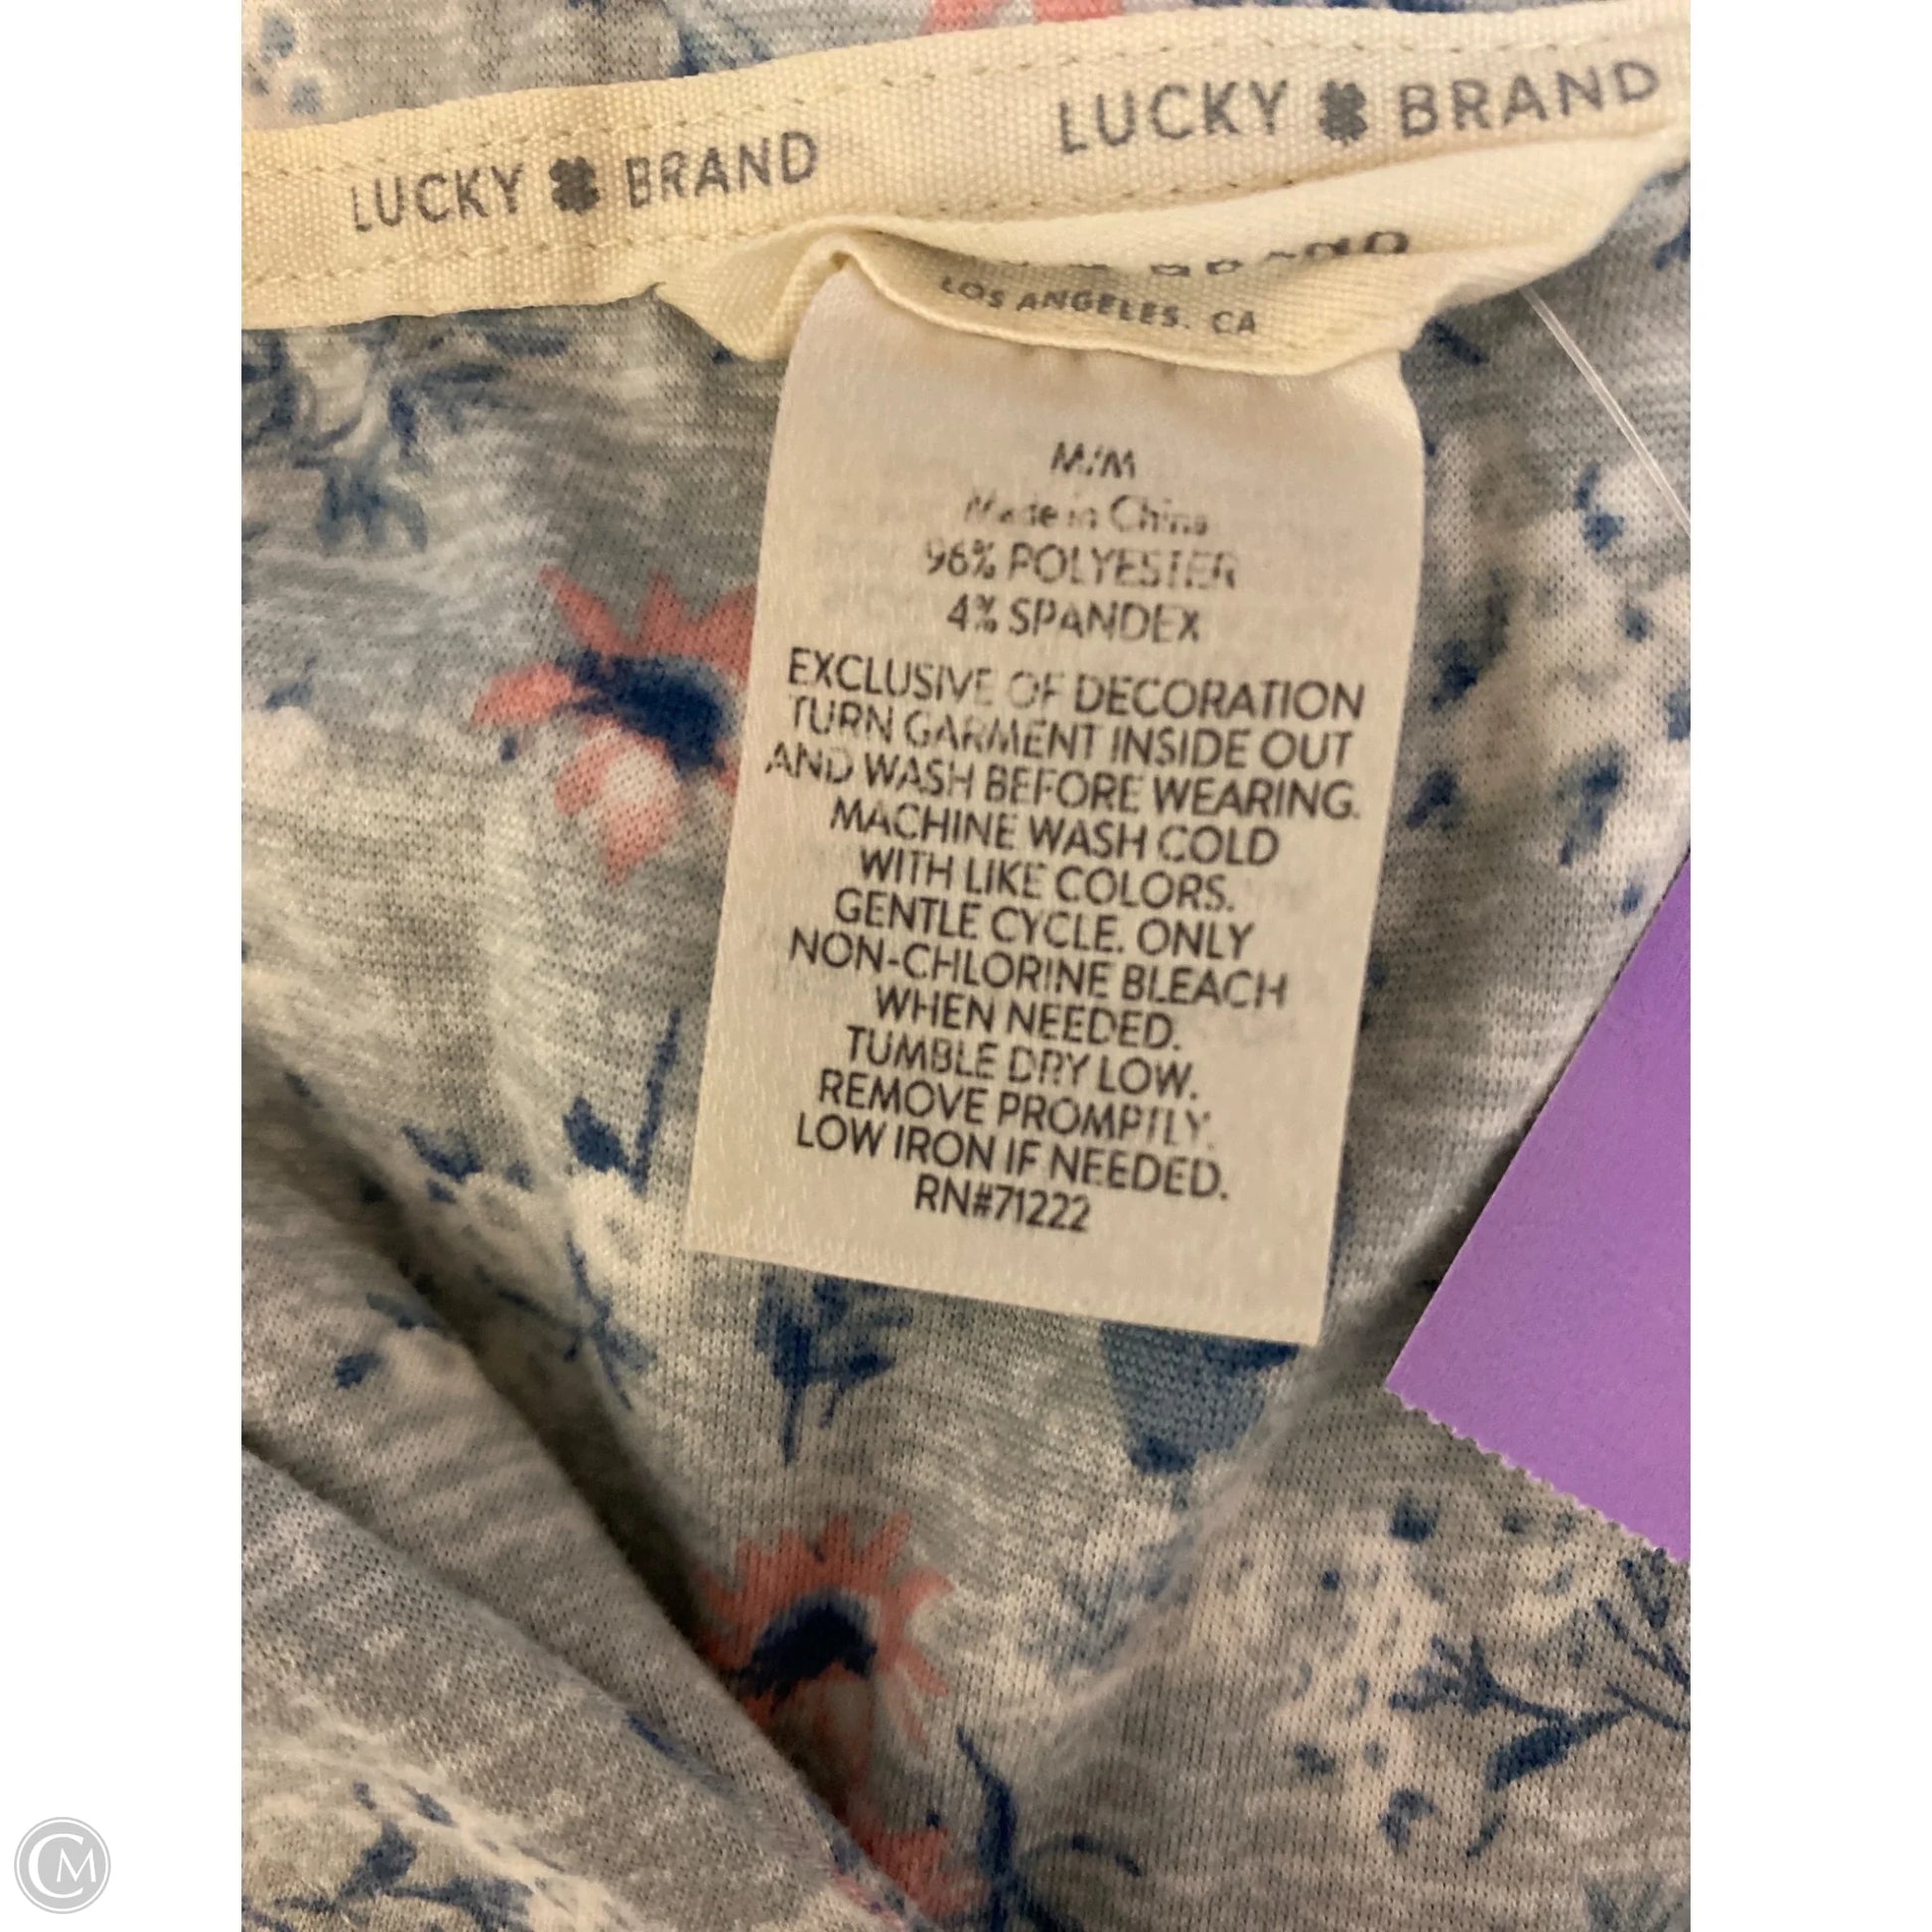 LUCKY BRAND
LUCKY BRAND
BRAND
LOS ANGELES, CA
M/M
Made in China
96% POLYESTER
4% SPANDEX
EXCLUSIVE OF DECORATION
TURN GARMENT INSIDE OUT
AND WASH BEFORE WEARING.
MACHINE WASH COLD
WITH LIKE COLORS.
GENTLE CYCLE. ONLY
NON-CHLORINE BLEACH
WHEN NEEDED.
TUMBLE DRY LOW.
REMOVE PROMPTLY.
LOW IRON IF NEEDED.
RN#71222
CM